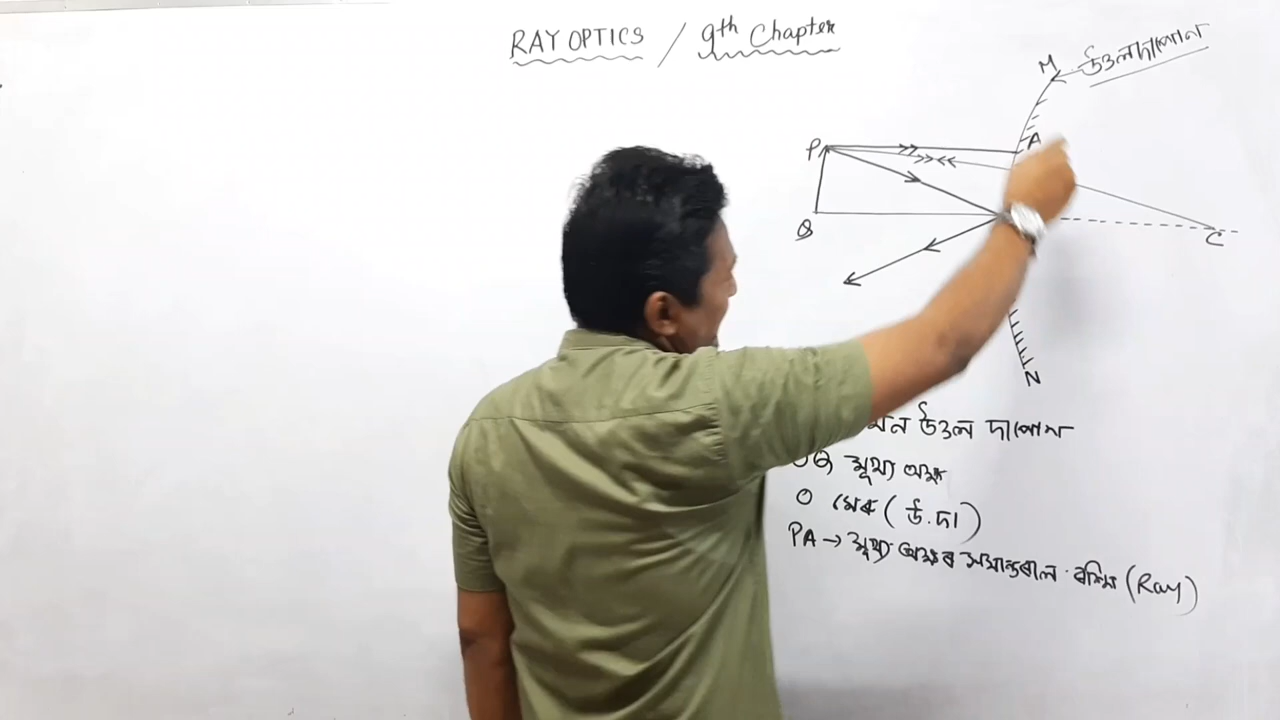 RAY OPTICS / 9th Chapter
M
উত্তল দাপোন
P
A
Q
C
N
উত্তল দাপোন
মুখ্য অক্ষ
O মেৰু ( উ.দা )
PA → মুখ্য অক্ষৰ সমান্তৰাল ৰশ্মি (Ray)